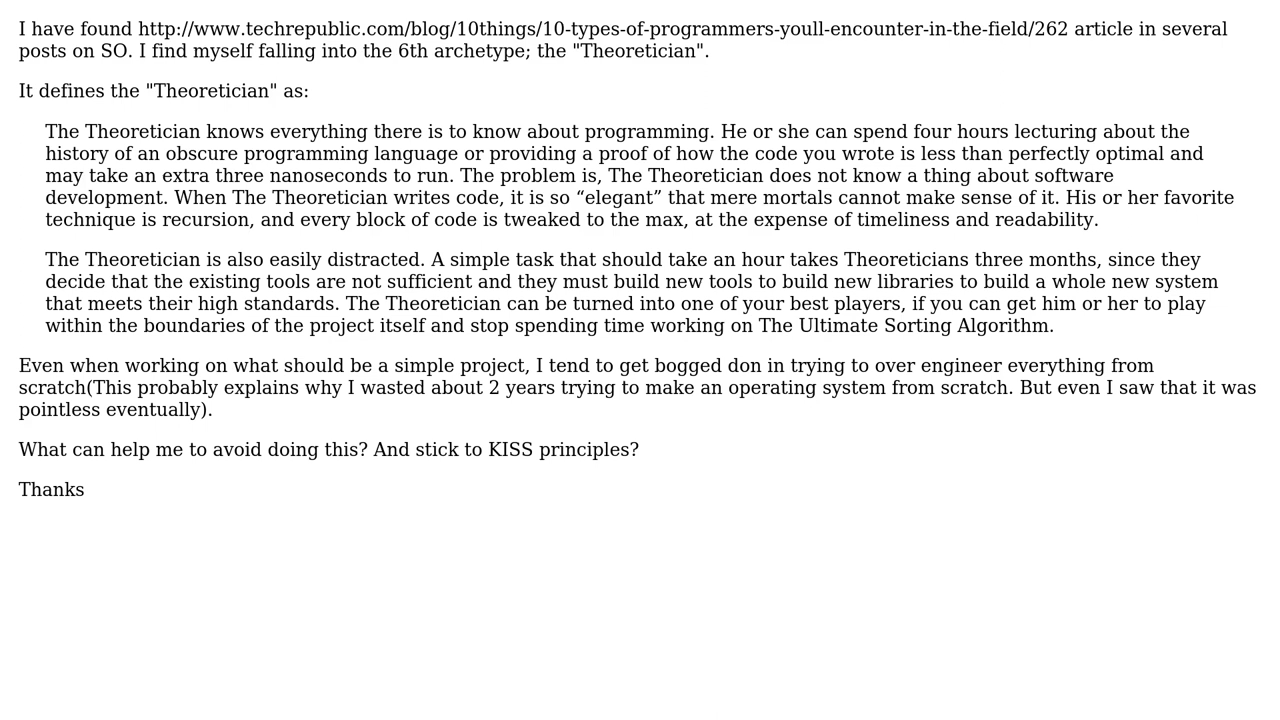 I have found http://www.techrepublic.com/blog/10things/10-types-of-programmers-youll-encounter-in-the-field/262 article in several
posts on SO. I find myself falling into the 6th archetype; the "Theoretician".
It defines the "Theoretician" as:
The Theoretician knows everything there is to know about programming. He or she can spend four hours lecturing about the
history of an obscure programming language or providing a proof of how the code you wrote is less than perfectly optimal and
may take an extra three nanoseconds to run. The problem is, The Theoretician does not know a thing about software
development. When The Theoretician writes code, it is so “elegant” that mere mortals cannot make sense of it. His or her favorite
technique is recursion, and every block of code is tweaked to the max, at the expense of timeliness and readability.
The Theoretician is also easily distracted. A simple task that should take an hour takes Theoreticians three months, since they
decide that the existing tools are not sufficient and they must build new tools to build new libraries to build a whole new system
that meets their high standards. The Theoretician can be turned into one of your best players, if you can get him or her to play
within the boundaries of the project itself and stop spending time working on The Ultimate Sorting Algorithm.
Even when working on what should be a simple project, I tend to get bogged don in trying to over engineer everything from
scratch(This probably explains why I wasted about 2 years trying to make an operating system from scratch. But even I saw that it was
pointless eventually).
What can help me to avoid doing this? And stick to KISS principles?
Thanks